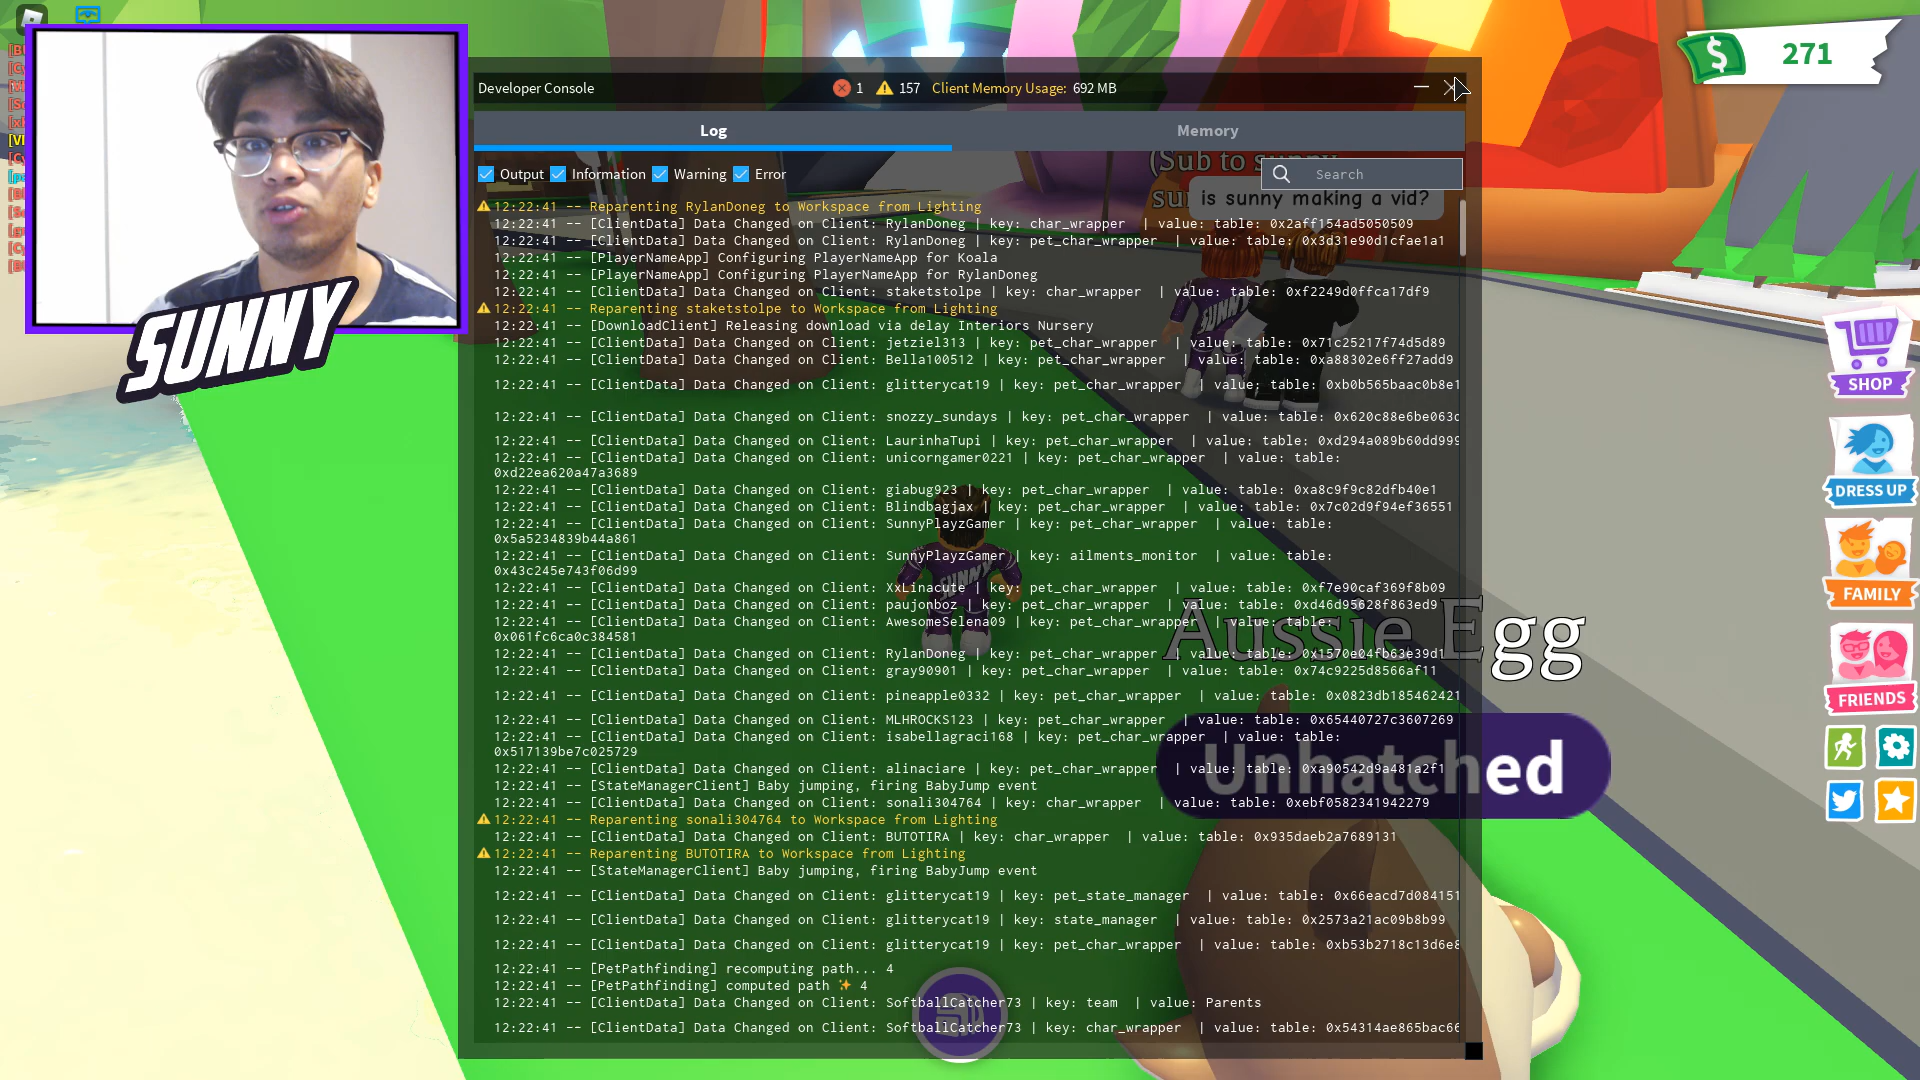 271
Developer Console
1
157
Client Memory Usage: 692 MB
Log
Memory
Output
Information
Warning
Error
Search
(Sub to sunny
is sunny making a vid?
12:22:41 -- Reparenting RylanDoneg to Workspace from Lighting
12:22:41 -- [ClientData] Data Changed on Client: RylanDoneg | key: char_wrapper | value: table: 0x2aff154ad5050509
12:22:41 -- [ClientData] Data Changed on Client: RylanDoneg | key: pet_char_wrapper | value: table: 0x3d31e90d1cfae1a1
12:22:41 -- [PlayerNameApp] Configuring PlayerNameApp for Koala
12:22:41 -- [PlayerNameApp] Configuring PlayerNameApp for RylanDoneg
12:22:41 -- [ClientData] Data Changed on Client: staketstolpe | key: char_wrapper | value: table: 0xf2249d0ffca17df9
12:22:41 -- Reparenting staketstolpe to Workspace from Lighting
12:22:41 -- [DownloadClient] Releasing download via delay Interiors Nursery
12:22:41 -- [ClientData] Data Changed on Client: jetziel313 | key: pet_char_wrapper | value: table: 0x71c25217f74d5d89
12:22:41 -- [ClientData] Data Changed on Client: Bella100512 | key: pet_char_wrapper | value: table: 0xa88302e6ff27add9
12:22:41 -- [ClientData] Data Changed on Client: glitterycat19 | key: pet_char_wrapper | value: table: 0xb0b565baac0b8e1
12:22:41 -- [ClientData] Data Changed on Client: snozzy_sundays | key: pet_char_wrapper | value: table: 0x620c88e6be063c
12:22:41 -- [ClientData] Data Changed on Client: LaurinhaTupi | key: pet_char_wrapper | value: table: 0xd294a089b60dd999
12:22:41 -- [ClientData] Data Changed on Client: unicorngamer0221 | key: pet_char_wrapper | value: table:
0xd22ea620a47a3689
12:22:41 -- [ClientData] Data Changed on Client: giabug923 | key: pet_char_wrapper | value: table: 0xa8c9f9c82dfb40e1
12:22:41 -- [ClientData] Data Changed on Client: Blindbagjax | key: pet_char_wrapper | value: table: 0x7c02d9f94ef36551
12:22:41 -- [ClientData] Data Changed on Client: SunnyPlayzGamer | key: pet_char_wrapper | value: table:
0x5a5234839b44a861
12:22:41 -- [ClientData] Data Changed on Client: SunnyPlayzGamer | key: ailments_monitor | value: table:
0x43c245e743f06d99
12:22:41 -- [ClientData] Data Changed on Client: XxLinacute | key: pet_char_wrapper | value: table: 0xf7e90caf369f8b09
12:22:41 -- [ClientData] Data Changed on Client: paujonboz | key: pet_char_wrapper | value: table: 0xd46d95628f863ed9
12:22:41 -- [ClientData] Data Changed on Client: AwesomeSelena09 | key: pet_char_wrapper | value: table:
0x061fc6ca0c384581
12:22:41 -- [ClientData] Data Changed on Client: RylanDoneg | key: pet_char_wrapper | value: table: 0x1570e04fb63e39d1
12:22:41 -- [ClientData] Data Changed on Client: gray90901 | key: pet_char_wrapper | value: table: 0x74c9225d8566af11
12:22:41 -- [ClientData] Data Changed on Client: pineapple0332 | key: pet_char_wrapper | value: table: 0x0823db185462421
12:22:41 -- [ClientData] Data Changed on Client: MLHROCKS123 | key: pet_char_wrapper | value: table: 0x65440727c3607269
12:22:41 -- [ClientData] Data Changed on Client: isabellagraci168 | key: pet_char_wrapper | value: table:
0x517139be7c025729
12:22:41 -- [ClientData] Data Changed on Client: alinaciare | key: pet_char_wrapper | value: table: 0xa90542d9a481a2f1
12:22:41 -- [StateManagerClient] Baby jumping, firing BabyJump event
12:22:41 -- [ClientData] Data Changed on Client: sonali304764 | key: char_wrapper | value: table: 0xebf0582341942279
12:22:41 -- Reparenting sonali304764 to Workspace from Lighting
12:22:41 -- [ClientData] Data Changed on Client: BUTOTIRA | key: char_wrapper | value: table: 0x935daeb2a7689131
12:22:41 -- Reparenting BUTOTIRA to Workspace from Lighting
12:22:41 -- [StateManagerClient] Baby jumping, firing BabyJump event
12:22:41 -- [ClientData] Data Changed on Client: glitterycat19 | key: pet_state_manager | value: table: 0x66eacd7d084151
12:22:41 -- [ClientData] Data Changed on Client: glitterycat19 | key: state_manager | value: table: 0x2573a21ac09b8b99
12:22:41 -- [ClientData] Data Changed on Client: glitterycat19 | key: pet_char_wrapper | value: table: 0xb53b2718c13d6e8
12:22:41 -- [PetPathfinding] recomputing path... 4
12:22:41 -- [PetPathfinding] computed path ✨ 4
12:22:41 -- [ClientData] Data Changed on Client: SoftballCatcher73 | key: team | value: Parents
12:22:41 -- [ClientData] Data Changed on Client: SoftballCatcher73 | key: char_wrapper | value: table: 0x54314ae865bac66
SUNNY
SUNNY
SUNNY
Aussie Egg
Unhatched
SHOP
DRESS UP
FAMILY
FRIENDS